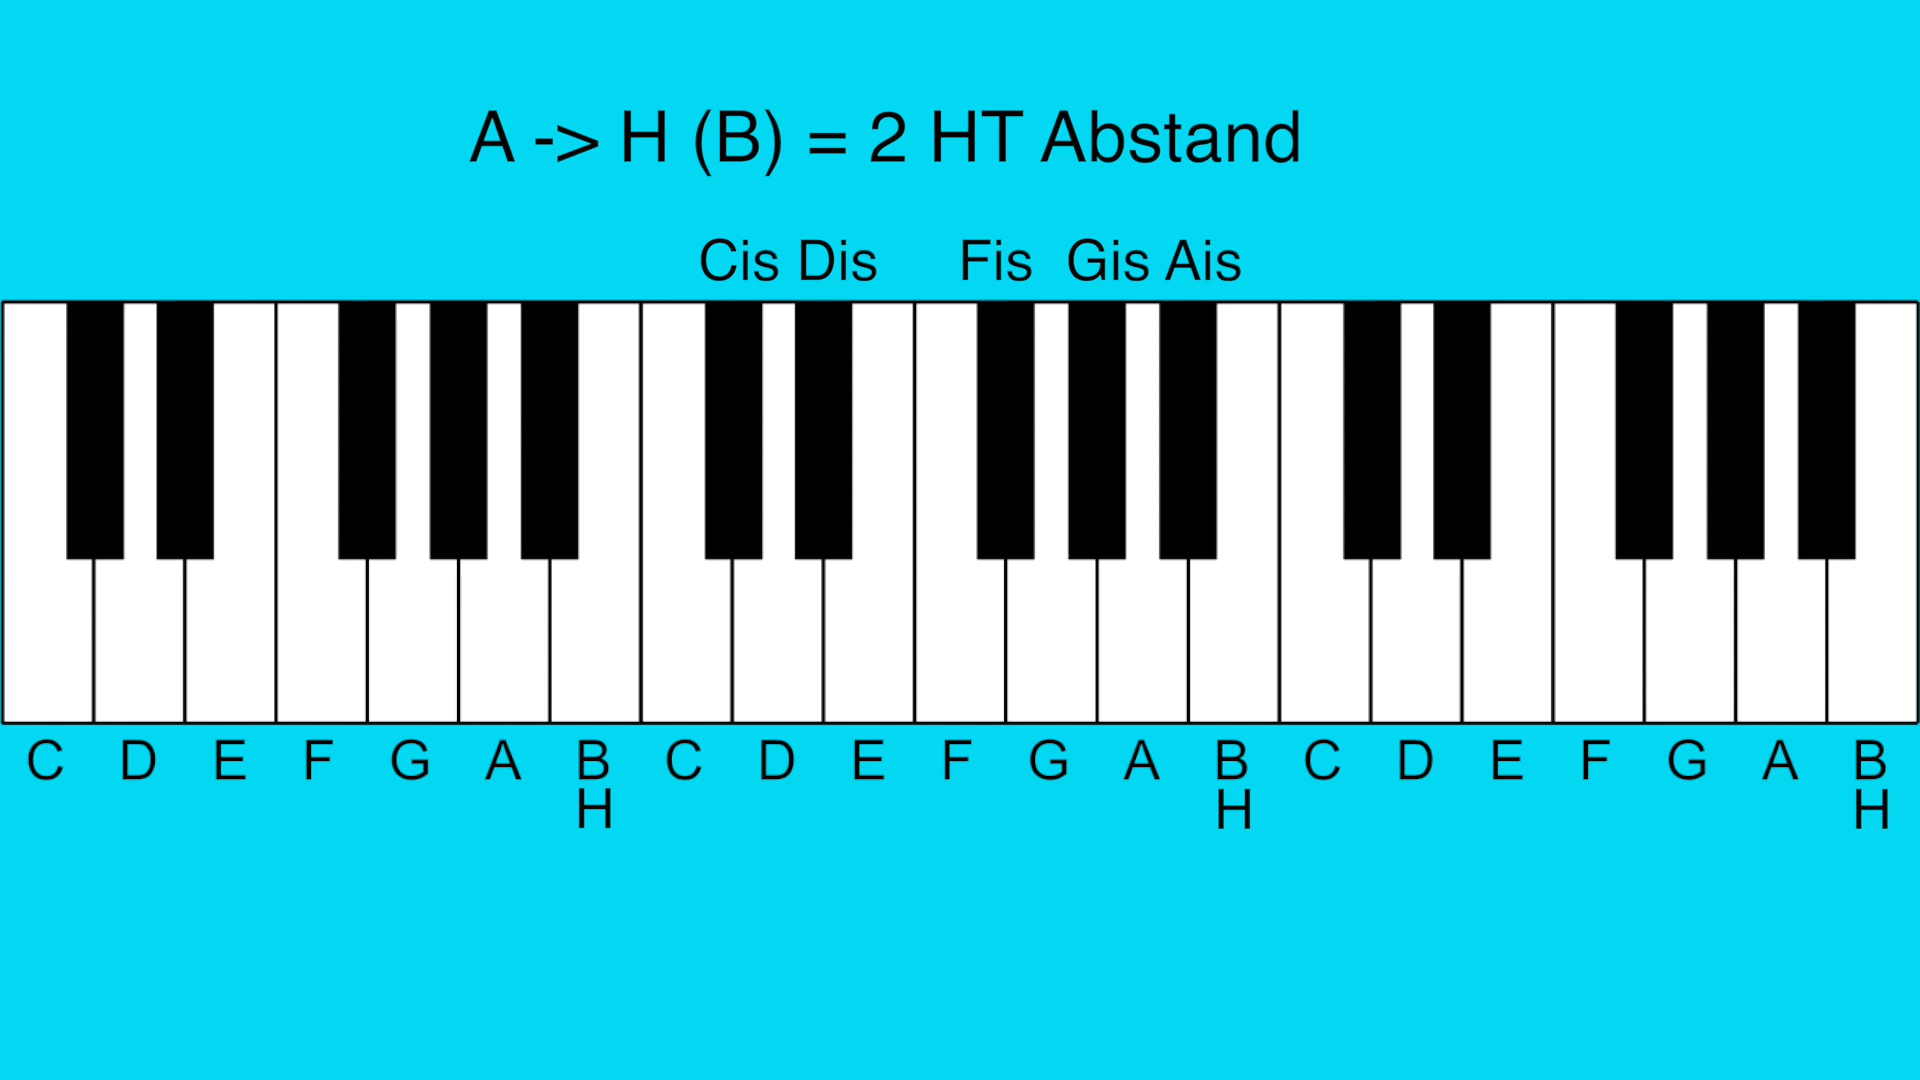 A -> H (B) = 2 HT Abstand
Cis Dis Fis Gis Ais
C D E F G A B C D E F G A B C D E F G A B
H H H